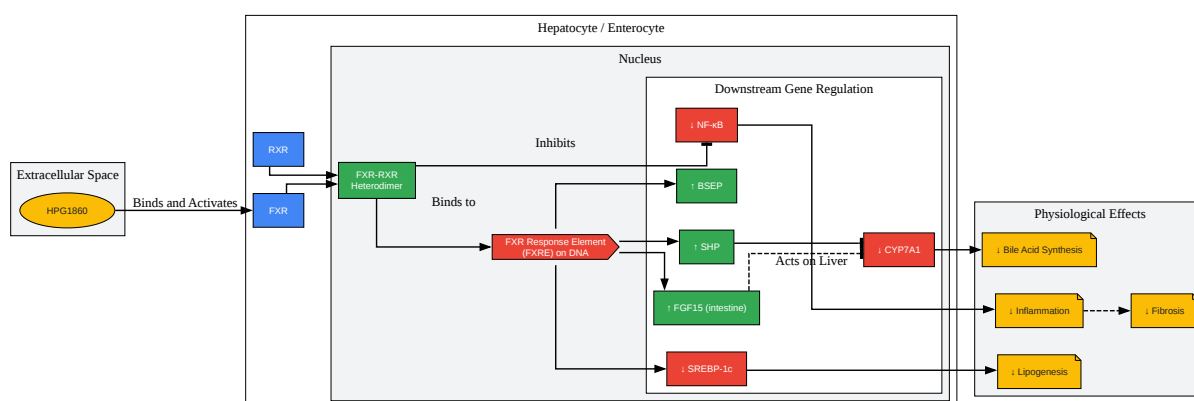 Hepatocyte / Enterocyte
Nucleus
Downstream Gene Regulation
Extracellular Space
HPG1860
Binds and Activates
RXR
FXR
FXR-RXR
Heterodimer
Inhibits
Binds to
FXR Response Element
(FXRE) on DNA
↓ NF-κB
↑ BSEP
↑ SHP
↑ FGF15 (intestine)
↓ SREBP-1c
Acts on Liver
↓ CYP7A1
Physiological Effects
↓ Bile Acid Synthesis
↓ Inflammation
↓ Fibrosis
↓ Lipogenesis